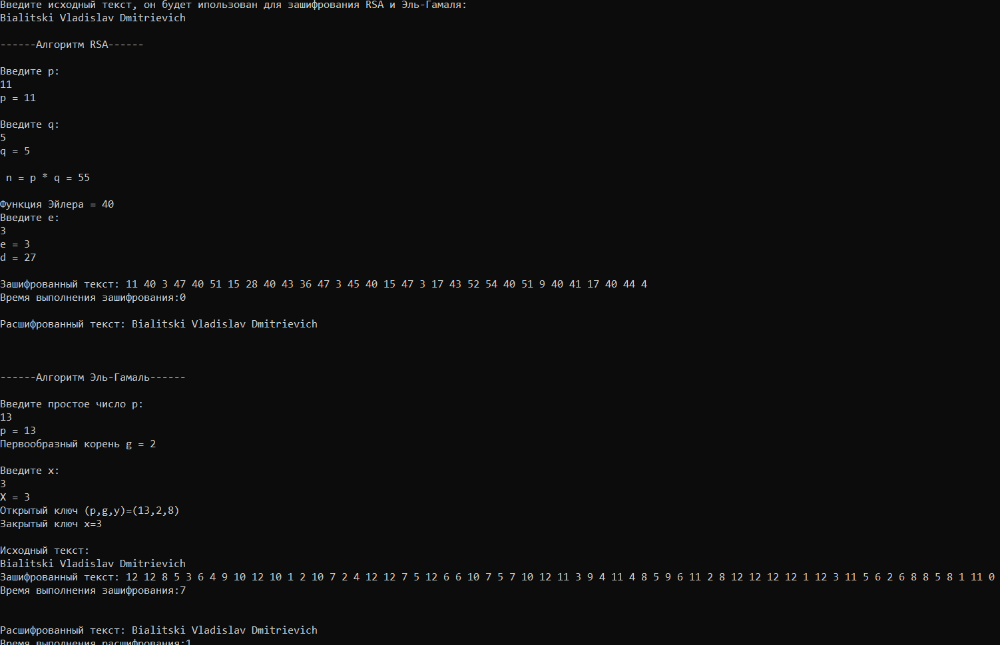 Введите исходный текст, он будет ипользован для зашифрования RSA и Эль-Гамаля:
Bialitski Vladislav Dmitrievich
------Алгоритм RSA------
Введите p:
11
p = 11
Введите q:
5
q = 5
n = p * q = 55
Функция Эйлера = 40
Введите e:
3
e = 3
d = 27
Зашифрованный текст: 11 40 3 47 40 51 15 28 40 43 36 47 3 45 40 15 47 3 17 43 52 54 40 51 9 40 41 17 40 44 4
Время выполнения зашифрования:0
Расшифрованный текст: Bialitski Vladislav Dmitrievich
------Алгоритм Эль-Гамаль------
Введите простое число p:
13
p = 13
Первообразный корень g = 2
Введите x:
3
X = 3
Открытый ключ (p,g,y)=(13,2,8)
Закрытый ключ x=3
Исходный текст:
Bialitski Vladislav Dmitrievich
Зашифрованный текст: 12 12 8 5 3 6 4 9 10 12 10 1 2 10 7 2 4 12 12 7 5 12 6 6 10 7 5 7 10 12 11 3 9 4 11 4 8 5 9 6 11 2 8 12 12 12 12 1 12 3 11 5 6 2 6 8 8 5 8 1 11 0
Время выполнения зашифрования:7
Расшифрованный текст: Bialitski Vladislav Dmitrievich
Время выполнения расшифрования:1